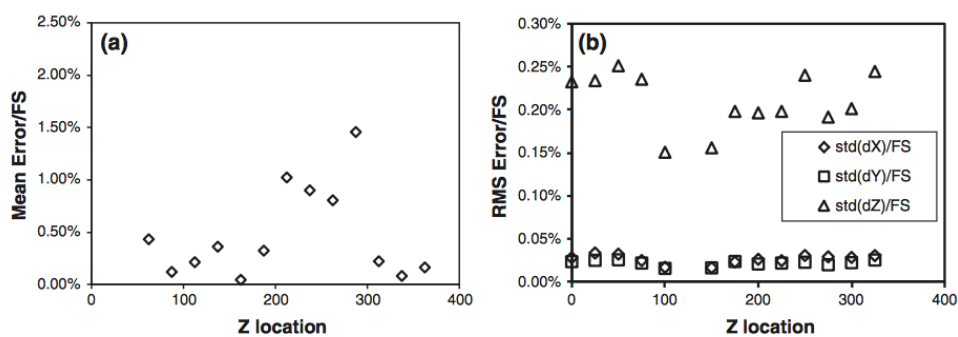 (a)
2.50%
2.00%
1.50%
1.00%
0.50%
0.00%
Mean Error/FS
0 100 200 300 400
Z location
(b)
0.30%
0.25%
0.20%
0.15%
0.10%
0.05%
0.00%
RMS Error/FS
std(dX)/FS
std(dY)/FS
std(dZ)/FS
0 100 200 300 400
Z location